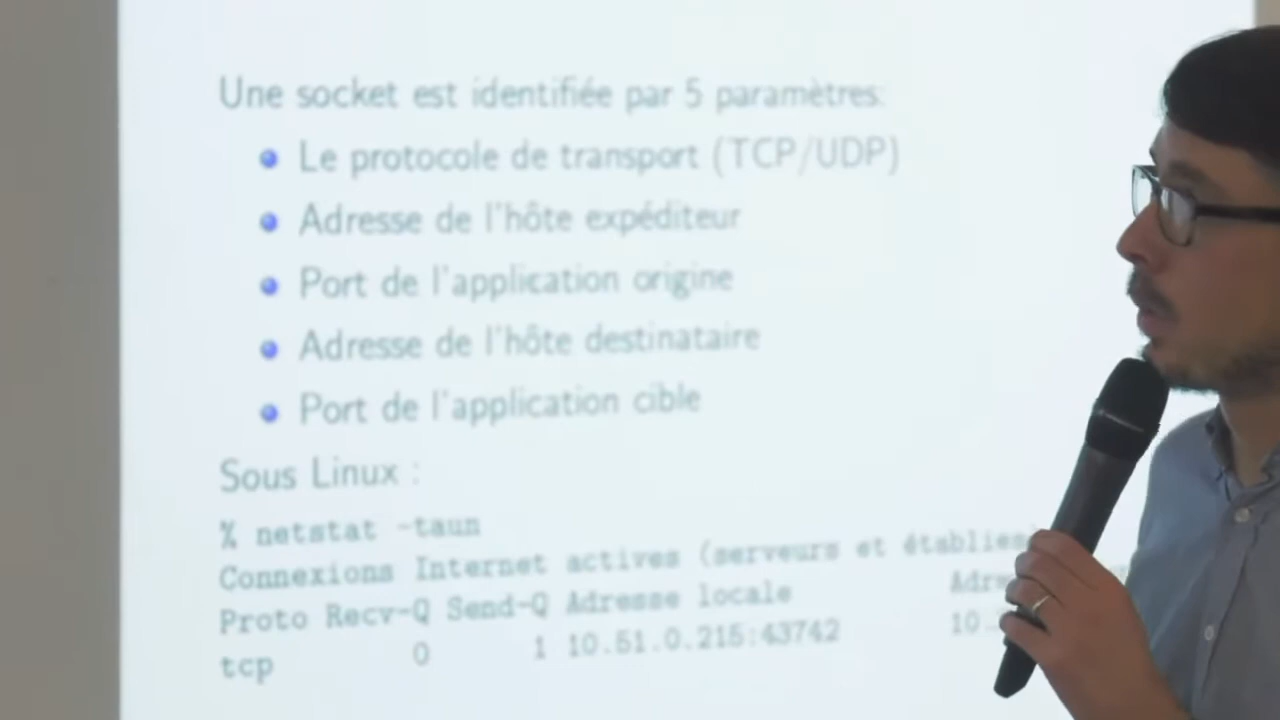 Une socket est identifiée par 5 paramètres:
Le protocole de transport (TCP/UDP)
Adresse de l'hôte expéditeur
Port de l'application origine
Adresse de l'hôte destinataire
Port de l'application cible
Sous Linux :
% netstat -taun
Connexions Internet actives (serveurs et établies
Proto Recv-Q Send-Q Adresse locale
tcp 0 1 10.51.0.215:43742 10.